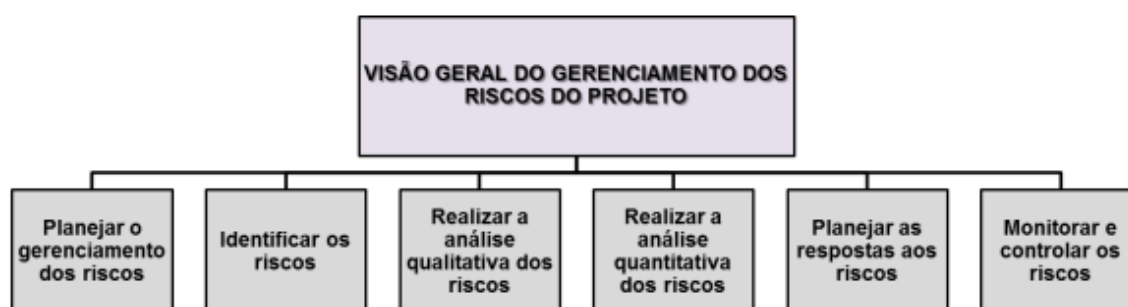 VISÃO GERAL DO GERENCIAMENTO DOS
RISCOS DO PROJETO
Planejar o
gerenciamento
dos riscos
Identificar os
riscos
Realizar a
análise
qualitativa dos
riscos
Realizar a
análise
quantitativa
dos riscos
Planejar as
respostas aos
riscos
Monitorar e
controlar os
riscos